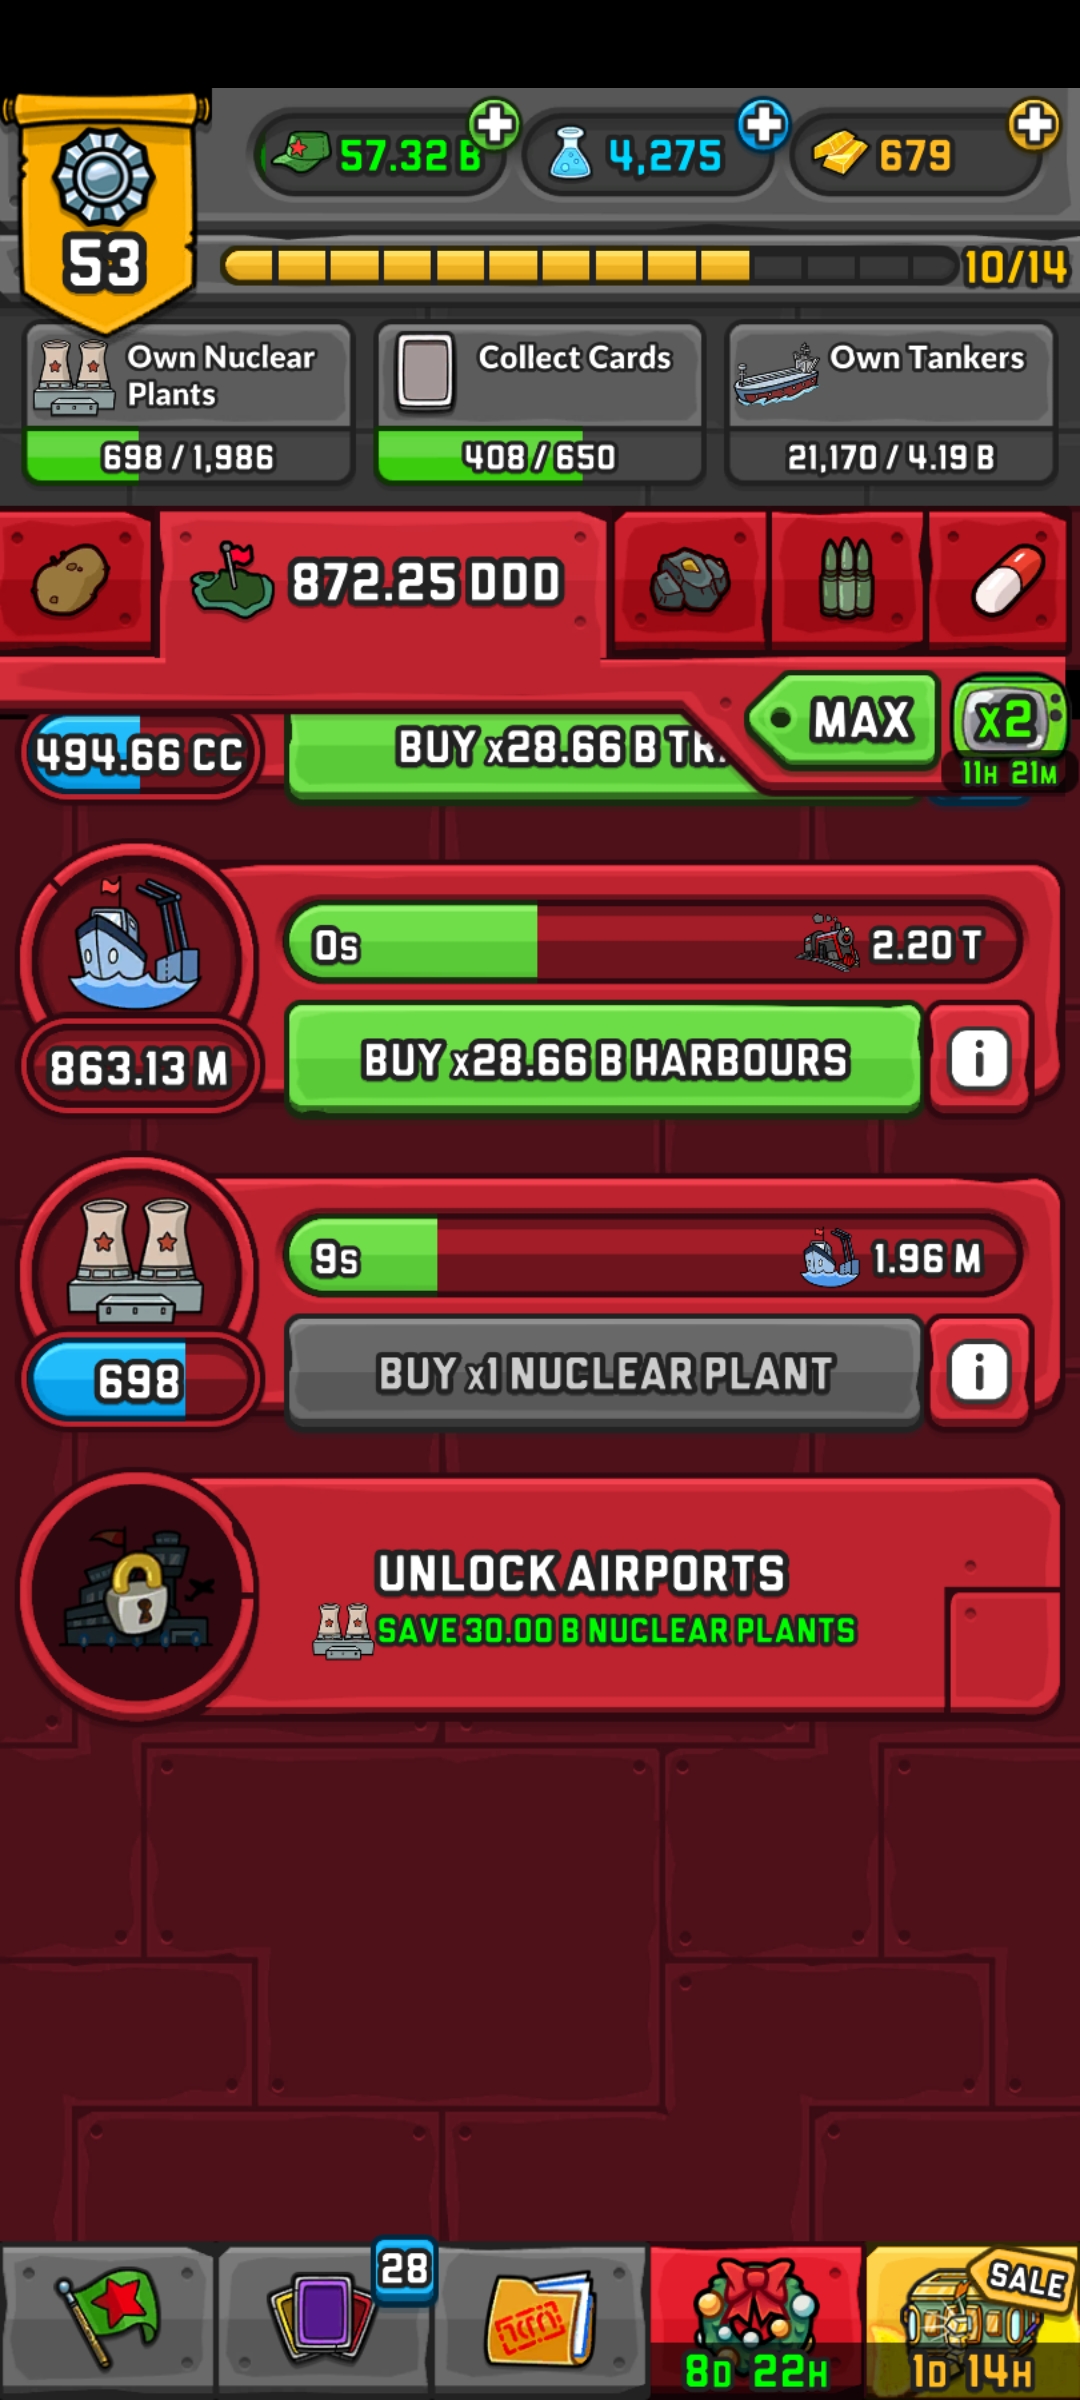 57.32 B
4,275
679
53
10/14
Own Nuclear
Plants
Collect Cards
Own Tankers
698 / 1,986
408 / 650
21,170 / 4.19 B
872.25 DDD
MAX
x2
11H 21M
494.66 CC
BUY x28.66 B
0s
2.20 T
863.13 M
BUY x28.66 B HARBOURS
i
9s
1.96 M
698
BUY x1 NUCLEAR PLANT
i
UNLOCK AIRPORTS
SAVE 30.00 B NUCLEAR PLANTS
28
SALE
8D 22H
1D 14H